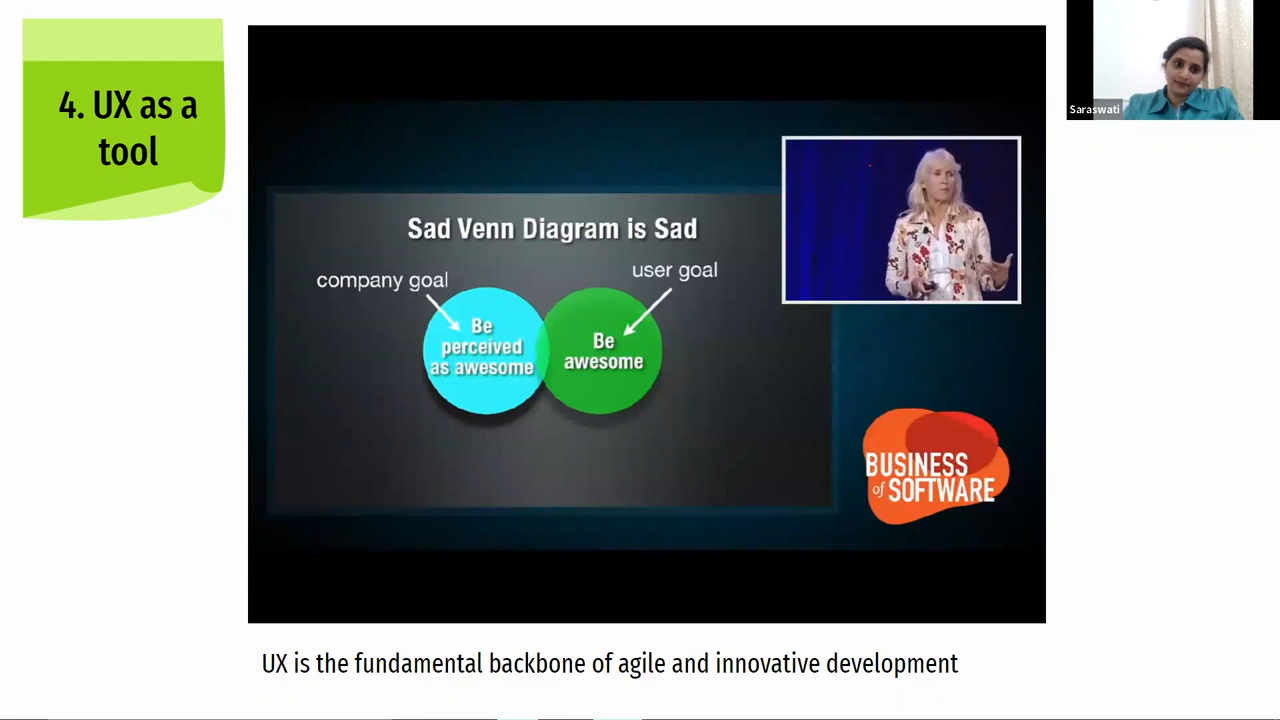 4. UX as a
tool
Saraswati
Sad Venn Diagram is Sad
company goal
user goal
Be
perceived
as awesome
Be
awesome
BUSINESS
of SOFTWARE
UX is the fundamental backbone of agile and innovative development